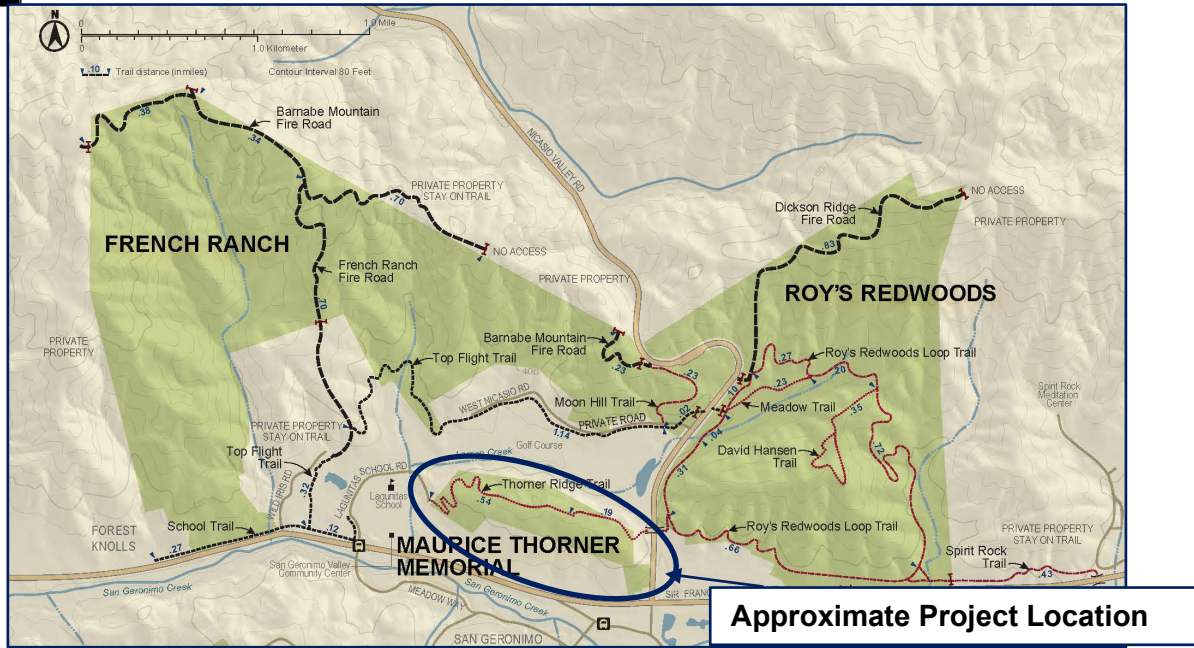 N
0
1.0 Mile
0
1.0 Kilometer
.10
Trail distance (in miles)
Contour Interval 80 Feet
.38
Barnabe Mountain
Fire Road
.34
NICASIO VALLEY RD
PRIVATE PROPERTY
STAY ON TRAIL
.70
NO ACCESS
Dickson Ridge
Fire Road
NO ACCESS
PRIVATE PROPERTY
.83
FRENCH RANCH
French Ranch
Fire Road
.70
PRIVATE PROPERTY
ROY'S REDWOODS
PRIVATE
PROPERTY
Barnabe Mountain
Fire Road
.23
Top Flight Trail
400
.23
.27
Roy's Redwoods Loop Trail
.20
.23
.10
Spirit Rock
Meditation
Center
WEST NICASIO RD
Moon Hill Trail
.02
Meadow Trail
PRIVATE ROAD
1.14
.04
.35
PRIVATE PROPERTY
STAY ON TRAIL
Golf Course
David Hansen
Trail
.72
Top Flight
Trail
.32
WILD IRIS RD
LAGUNITAS SCHOOL RD
Larsen Creek
.31
Lagunitas
School
Thorner Ridge Trail
.54
.19
FOREST
KNOLLS
School Trail
.12
.27
Roy's Redwoods Loop Trail
.66
PRIVATE PROPERTY
STAY ON TRAIL
MAURICE THORNER
MEMORIAL
Spirit Rock
Trail
.43
San Geronimo Valley
Community Center
San Geronimo Creek
San Geronimo Creek
MEADOW WAY
SIR FRANC
SAN GERONIMO
Approximate Project Location